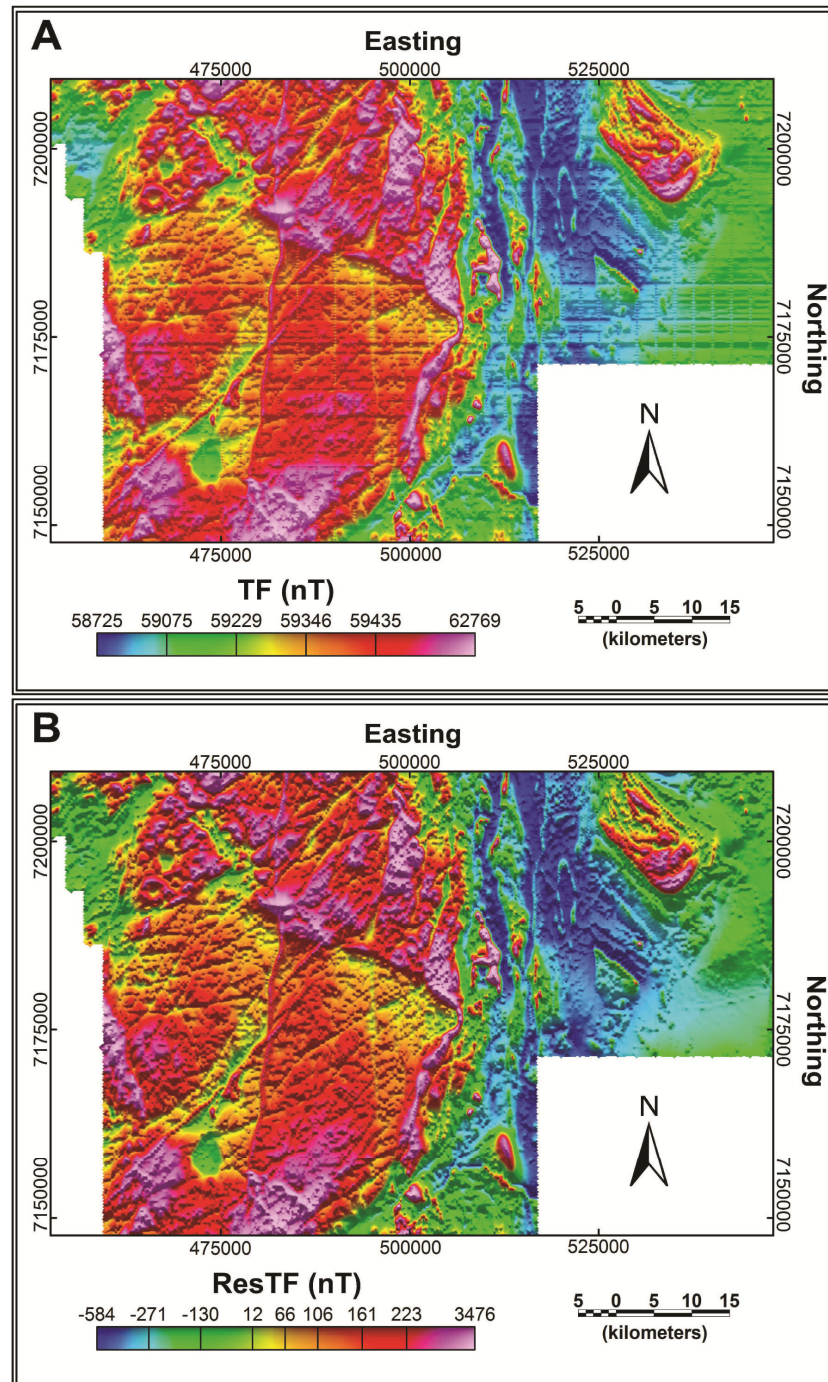 A
Easting
475000 500000 525000
7200000 7200000
7175000 7175000
Northing
N
7150000 7150000
475000 500000 525000
TF (nT)
58725 59075 59229 59346 59435 62769
5 0 5 10 15
(kilometers)
B
Easting
475000 500000 525000
7200000 7200000
7175000 7175000
Northing
N
7150000 7150000
475000 500000 525000
ResTF (nT)
-584 -271 -130 12 66 106 161 223 3476
5 0 5 10 15
(kilometers)